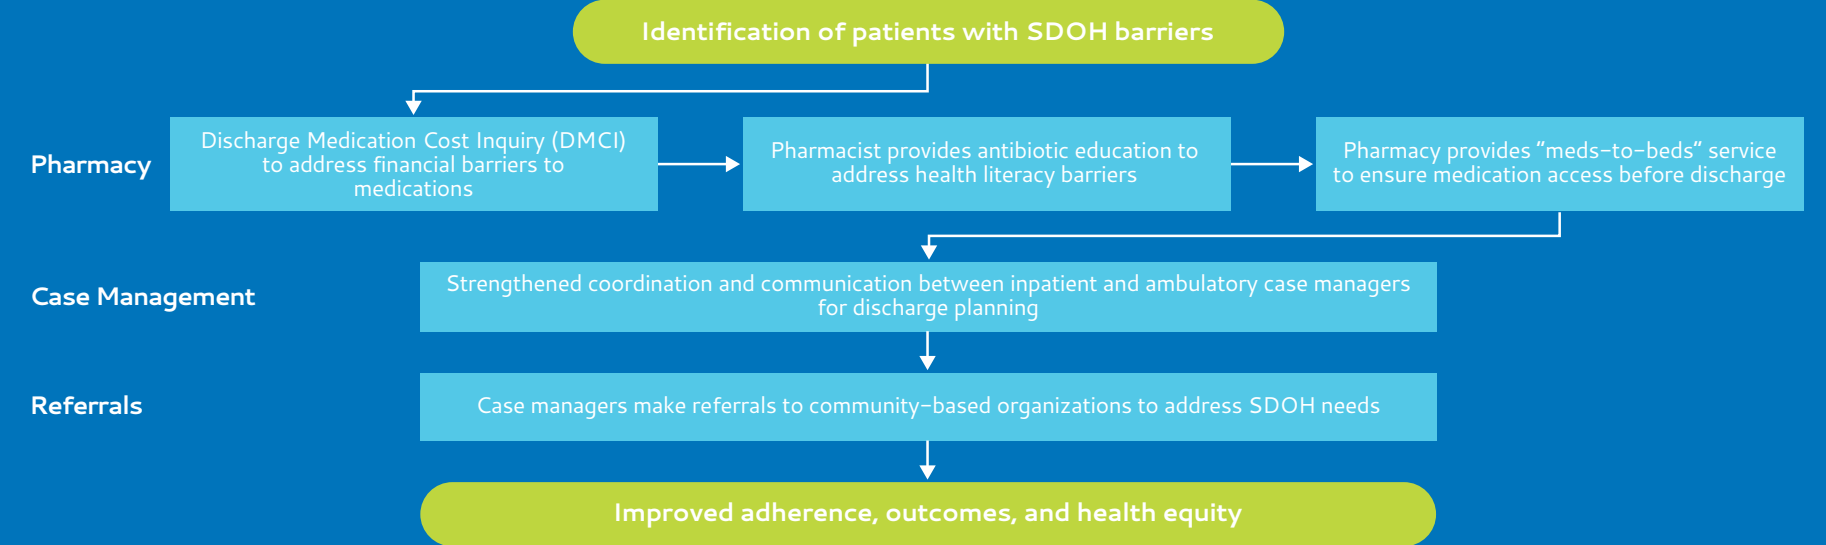 Identification of patients with SDOH barriers
Pharmacy
Discharge Medication Cost Inquiry (DMCI)
to address financial barriers to
medications
Pharmacist provides antibiotic education to
address health literacy barriers
Pharmacy provides “meds-to-beds” service
to ensure medication access before discharge
Case Management
Strengthened coordination and communication between inpatient and ambulatory case managers
for discharge planning
Referrals
Case managers make referrals to community-based organizations to address SDOH needs
Improved adherence, outcomes, and health equity